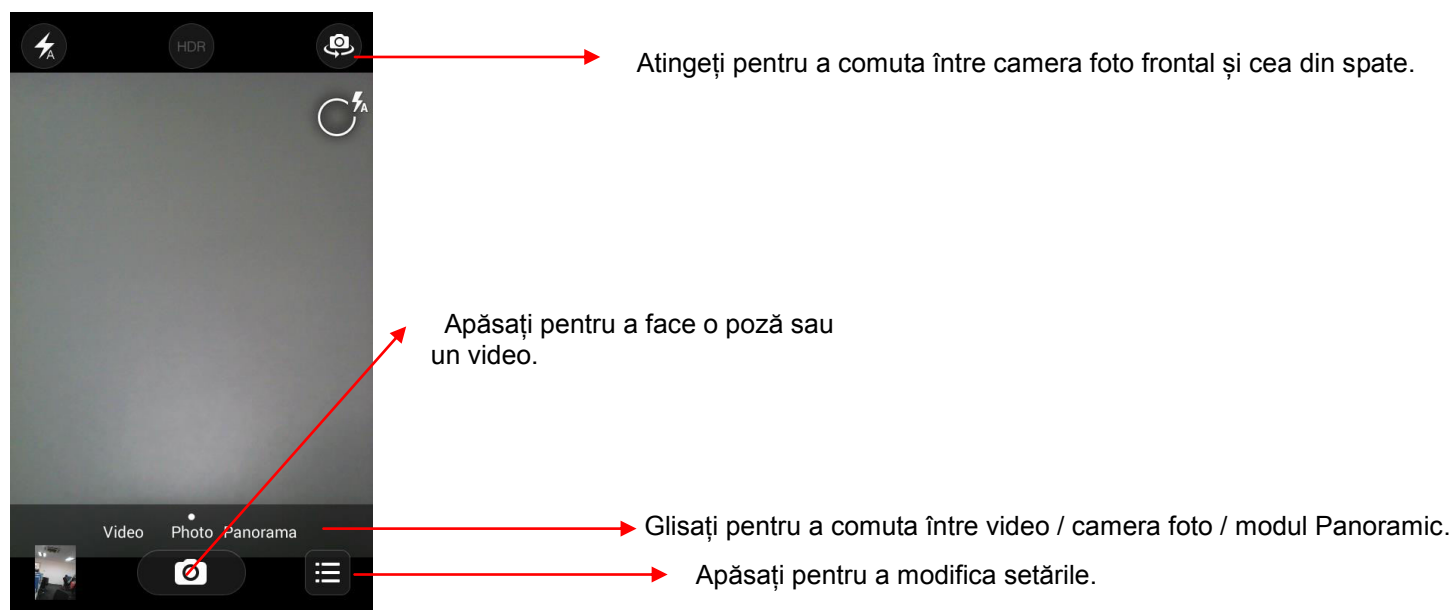 A
HDR
Atingeți pentru a comuta între camera foto frontal și cea din spate.
A
Apăsați pentru a face o poză sau
un video.
Video Photo Panorama
Glisați pentru a comuta între video / camera foto / modul Panoramic.
Apăsați pentru a modifica setările.